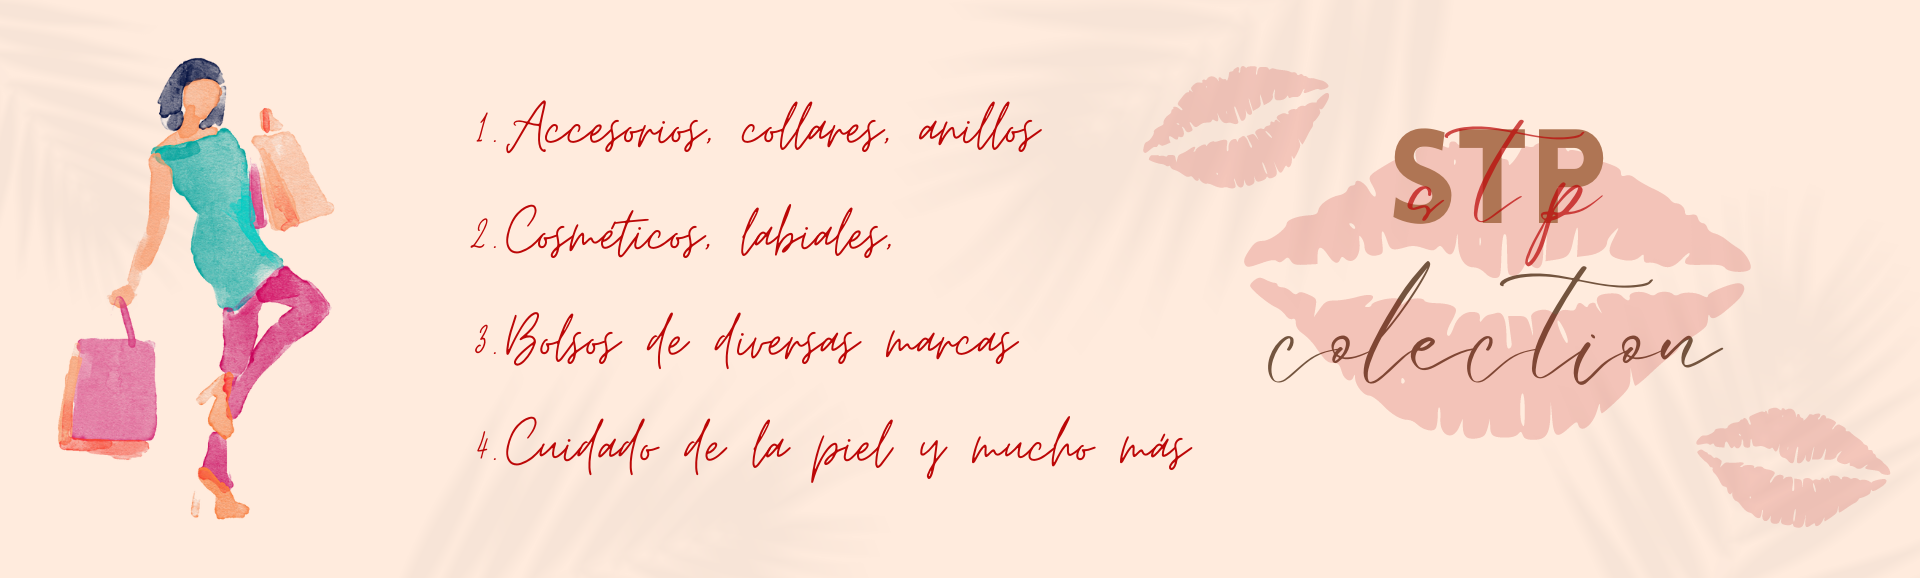 1. Accesorios, collares, anillos
2. Cosméticos, labiales,
3. Bolsos de diversas marcas
4. Cuidado de la piel y mucho más
STP
stp
colection